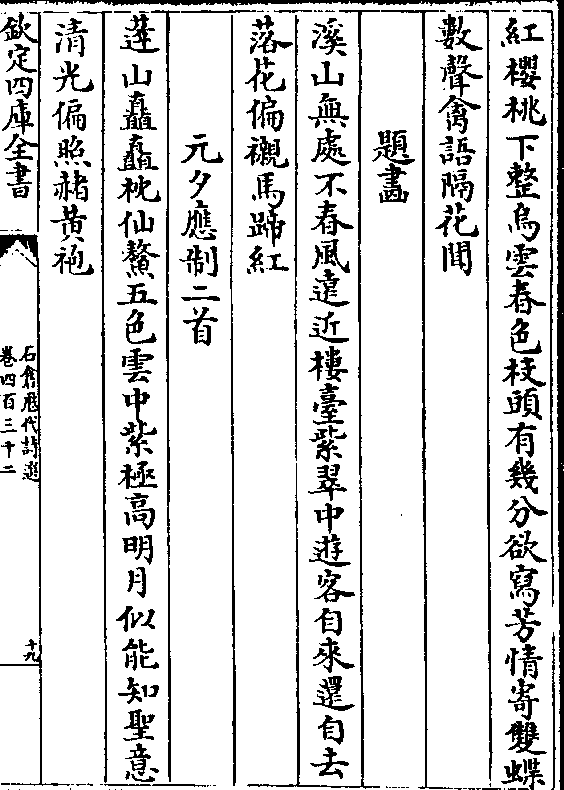 紅櫻桃下整烏雲春色枝頭有幾分欲寫芳情寄雙蝶
數聲禽語隔花聞
題畫
溪山無處不春風遠近樓臺紫翠中遊客自來還自去
落花偏襯馬蹄紅
元夕應制二首
蓬山矗矗枕仙鰲五色雲中紫極高明月似能知聖意
清光偏照赭黃袍
欽定四庫全書
石倉歷代詩選
卷四百三十二
十九